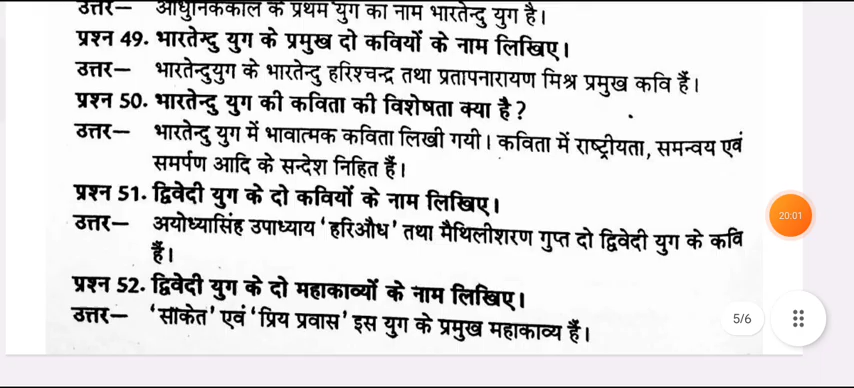 उत्तर— आधुनिककाल के प्रथम युग का नाम भारतेन्दु युग है।
प्रश्न 49. भारतेन्दु युग के प्रमुख दो कवियों के नाम लिखिए।
उत्तर— भारतेन्दुयुग के भारतेन्दु हरिश्चन्द्र तथा प्रतापनारायण मिश्र प्रमुख कवि हैं।
प्रश्न 50. भारतेन्दु युग की कविता की विशेषता क्या है ?
उत्तर— भारतेन्दु युग में भावात्मक कविता लिखी गयी। कविता में राष्ट्रीयता, समन्वय एवं
समर्पण आदि के सन्देश निहित हैं।
प्रश्न 51. द्विवेदी युग के दो कवियों के नाम लिखिए।
उत्तर— अयोध्यासिंह उपाध्याय ‘हरिऔध’ तथा मैथिलीशरण गुप्त दो द्विवेदी युग के कवि
हैं।
20:01
प्रश्न 52. द्विवेदी युग के दो महाकाव्यों के नाम लिखिए।
उत्तर— ‘साकेत’ एवं ‘प्रिय प्रवास’ इस युग के प्रमुख महाकाव्य हैं।
5/6